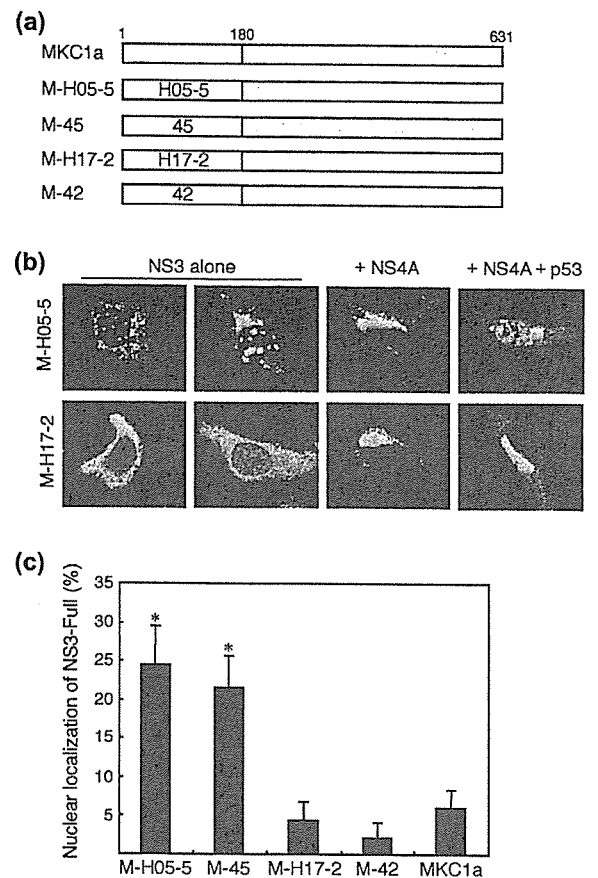 (a)
1 180 631
MKC1a
M-H05-5 H05-5
M-45 45
M-H17-2 H17-2
M-42 42
(b)
NS3 alone + NS4A + NS4A + p53
M-H05-5
M-H17-2
(c)
Nuclear localization of NS3-Full (%)
35
30
25
20
15
10
5
* *
M-H05-5 M-45 M-H17-2 M-42 MKC1a